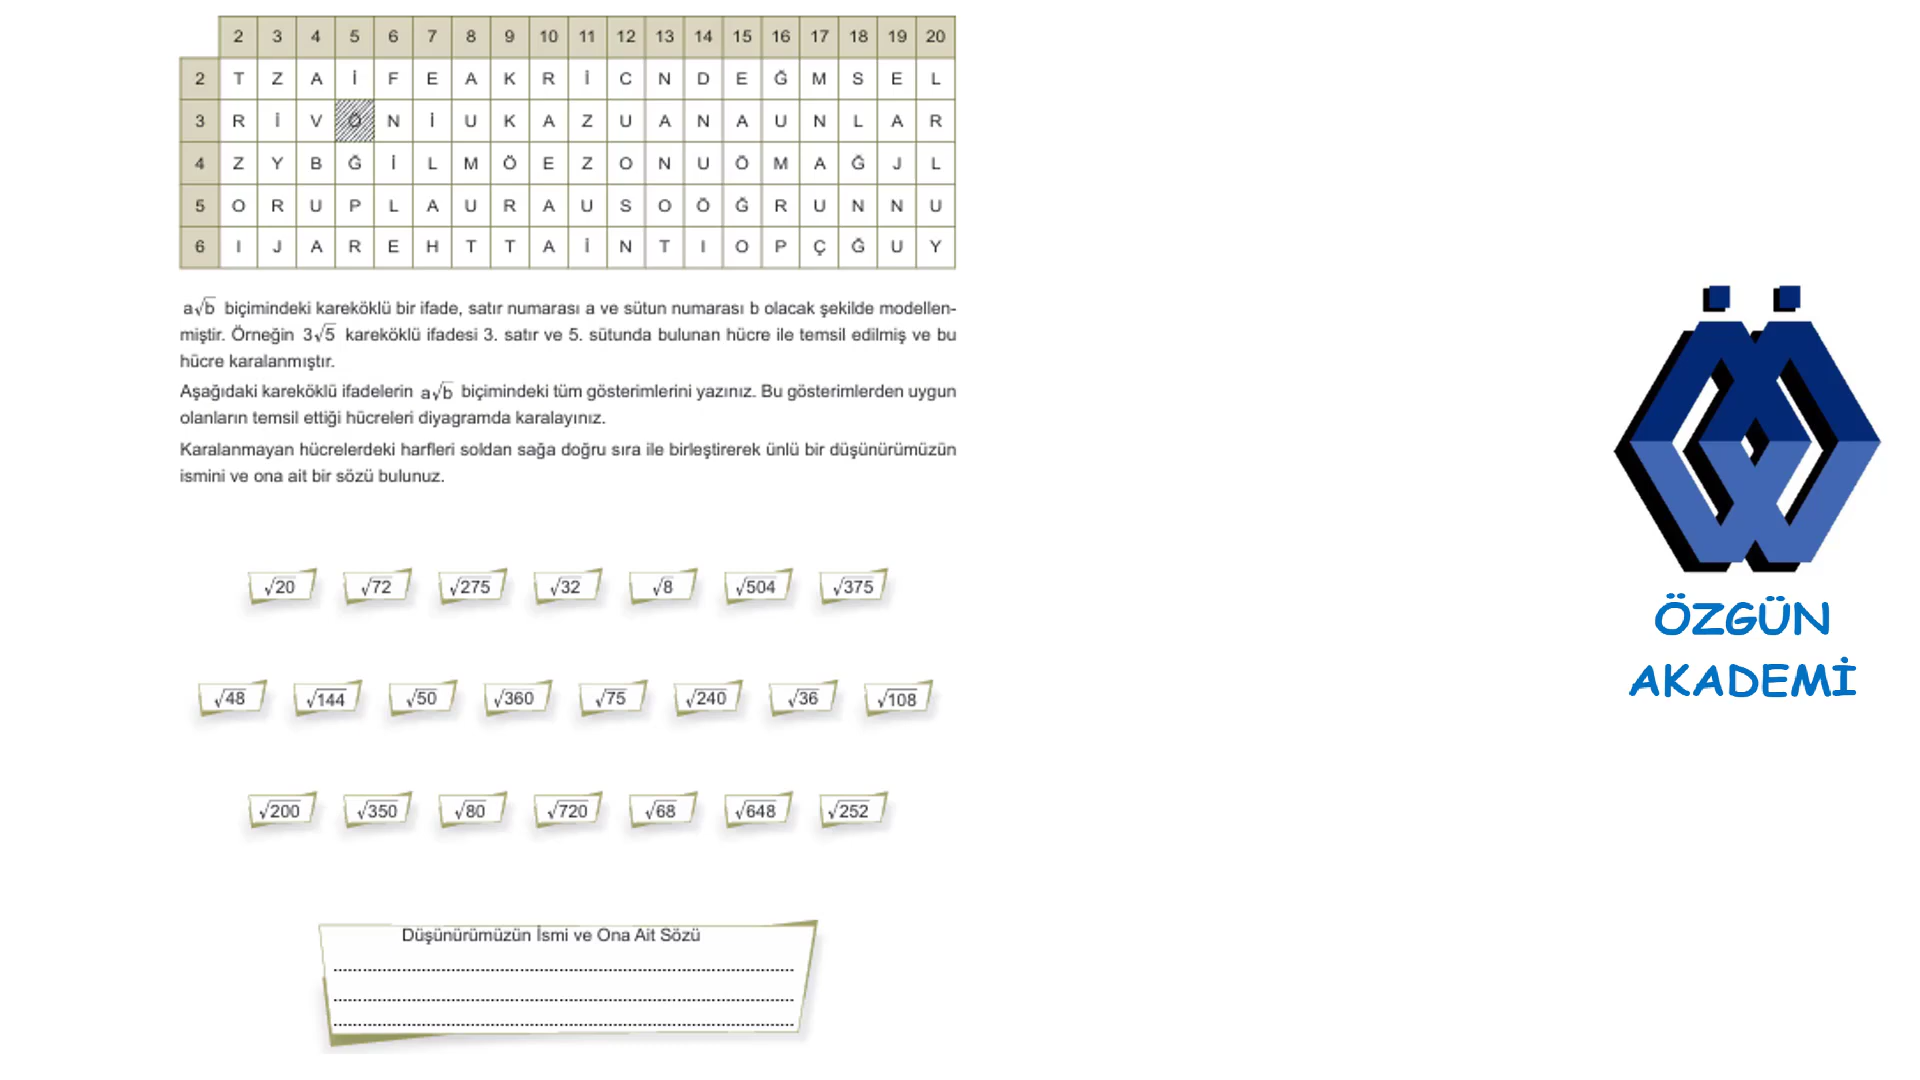 2 3 4 5 6 7 8 9 10 11 12 13 14 15 16 17 18 19 20
2 T Z A İ F E A K R İ C N D E Ğ M S E L
3 R İ V Ö N İ U K A Z U A N A U N L A R
4 Z Y B Ğ İ L M Ö E Z O N U Ö M A Ğ J L
5 O R U P L A U R A U S O Ö Ğ R U N N U
6 I J A R E H T T A İ N T I O P Ç Ğ U Y
a√b biçimindeki kareköklü bir ifade, satır numarası a ve sütun numarası b olacak şekilde modellen-
miştir. Örneğin 3√5 kareköklü ifadesi 3. satır ve 5. sütunda bulunan hücre ile temsil edilmiş ve bu
hücre karalanmıştır.
Aşağıdaki kareköklü ifadelerin a√b biçimindeki tüm gösterimlerini yazınız. Bu gösterimlerden uygun
olanların temsil ettiği hücreleri diyagramda karalayınız.
Karalanmayan hücrelerdeki harfleri soldan sağa doğru sıra ile birleştirerek ünlü bir düşünürümüzün
ismini ve ona ait bir sözü bulunuz.
√20 √72 √275 √32 √8 √504 √375
√48 √144 √50 √360 √75 √240 √36 √108
√200 √350 √80 √720 √68 √648 √252
Düşünürümüzün İsmi ve Ona Ait Sözü
ÖZGÜN
AKADEMİ